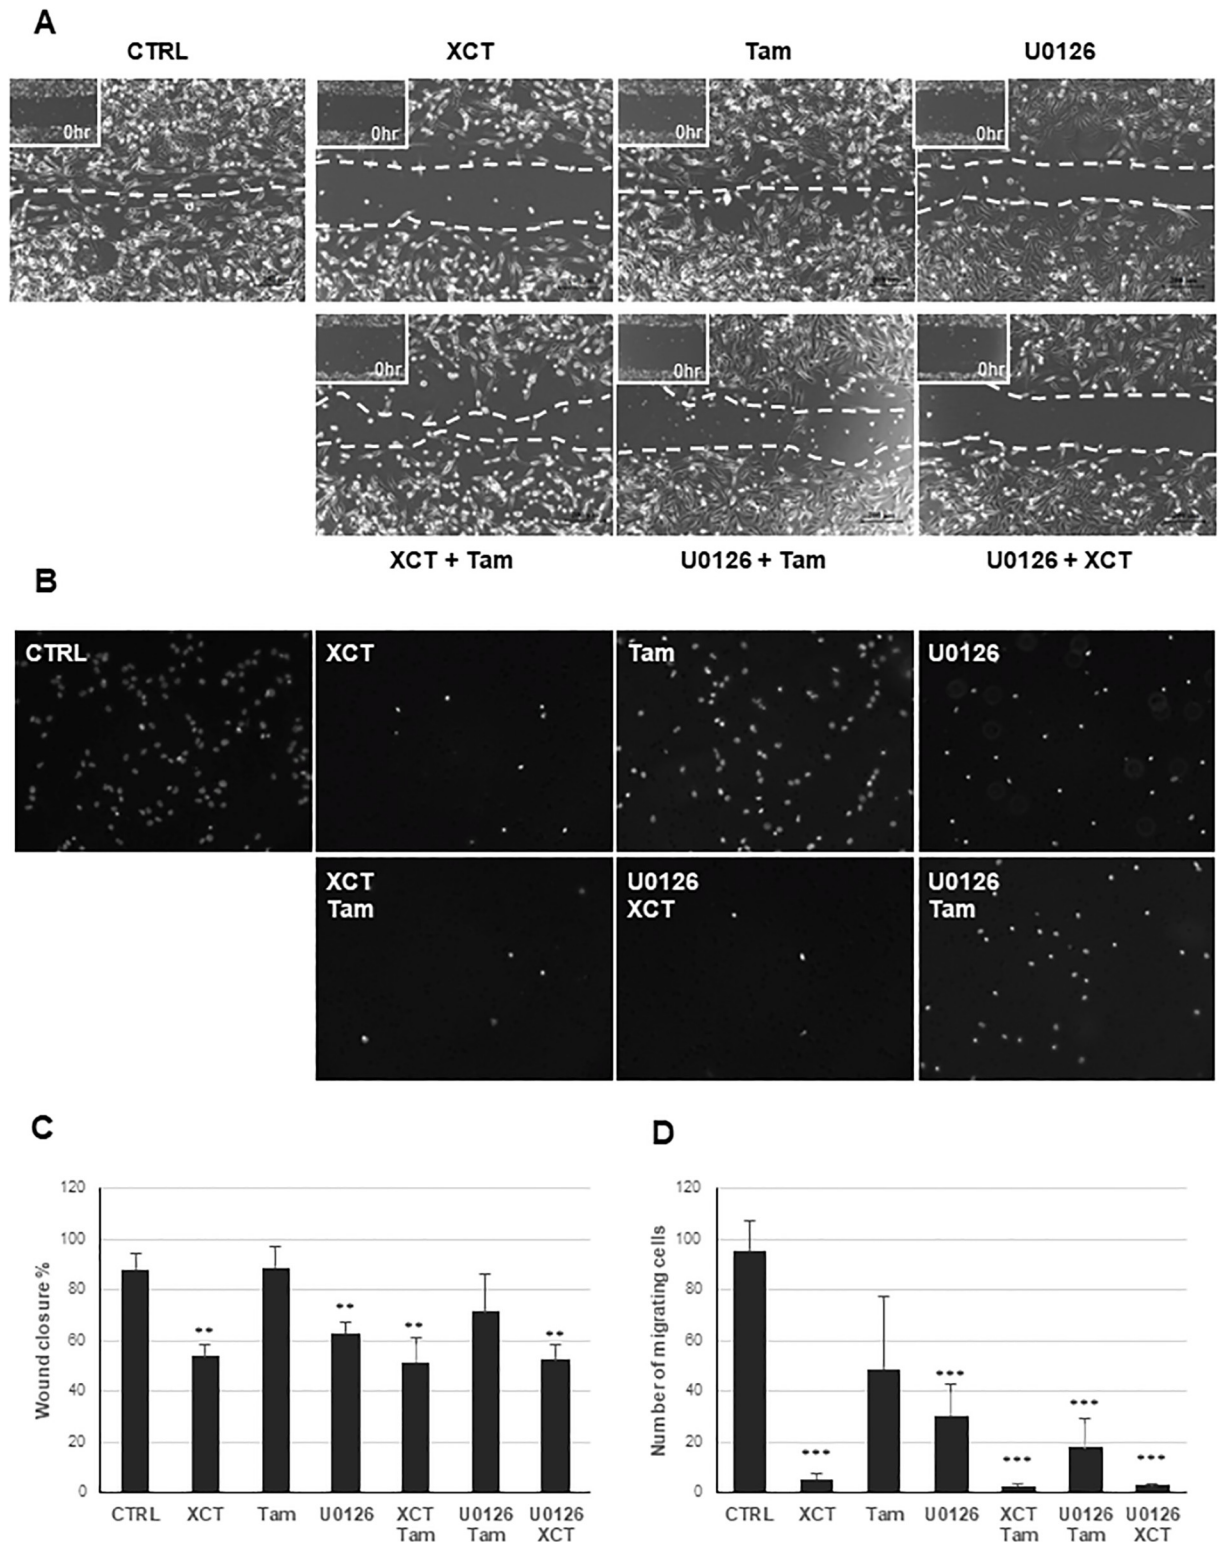 A
CTRL
XCT
Tam
U0126
0hr
0hr
0hr
0hr
0hr
0hr
0hr
XCT + Tam
U0126 + Tam
U0126 + XCT
B
CTRL
XCT
Tam
U0126
XCT
Tam
U0126
XCT
U0126
Tam
C
Wound closure %
120
100
80
60
40
20
0
**
**
**
**
CTRL
XCT
Tam
U0126
XCT
Tam
U0126
Tam
U0126
XCT
D
Number of migrating cells
120
100
80
60
40
20
0
***
***
***
***
***
CTRL
XCT
Tam
U0126
XCT
Tam
U0126
Tam
U0126
XCT